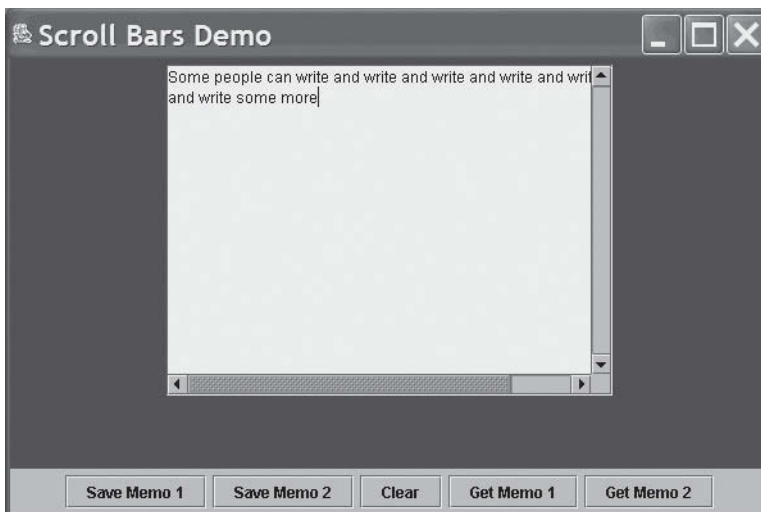 Scroll Bars Demo
Some people can write and write and write and write and writ
and write some more
Save Memo 1 Save Memo 2 Clear Get Memo 1 Get Memo 2